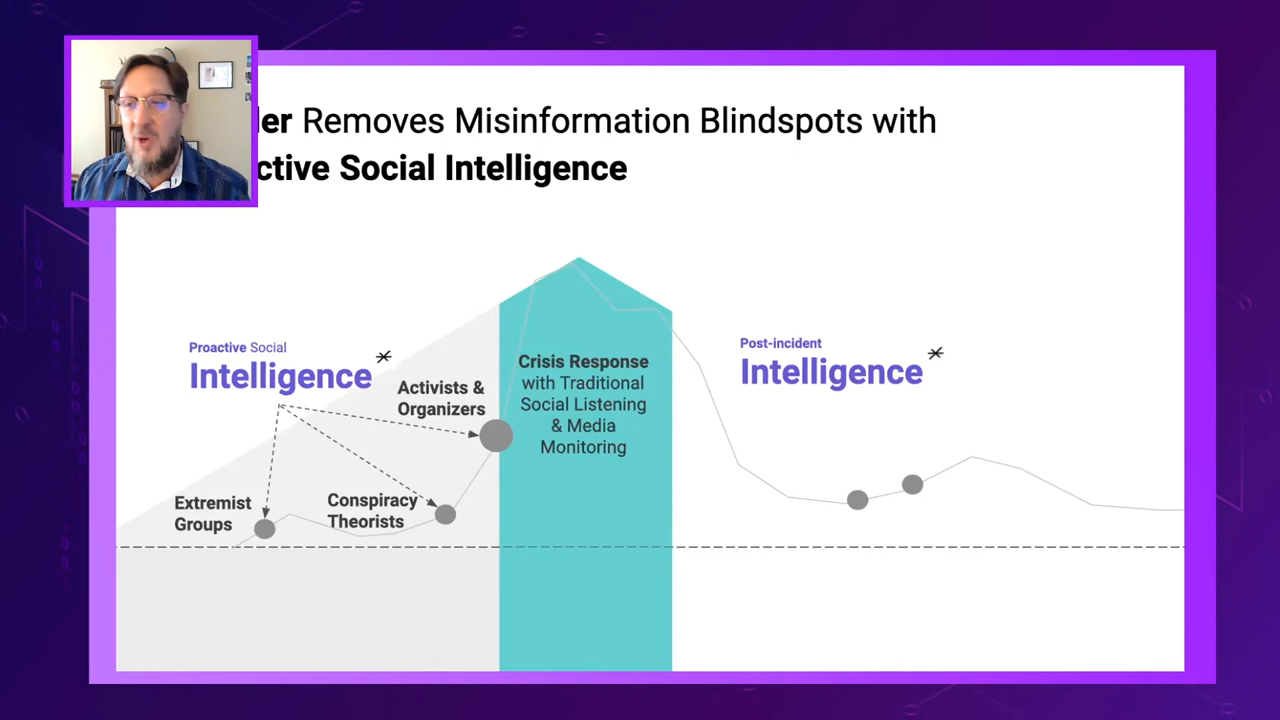 er Removes Misinformation Blindspots with
ctive Social Intelligence
Proactive Social
Intelligence
Activists &
Organizers
Extremist
Groups
Conspiracy
Theorists
Crisis Response
with Traditional
Social Listening
& Media
Monitoring
Post-incident
Intelligence